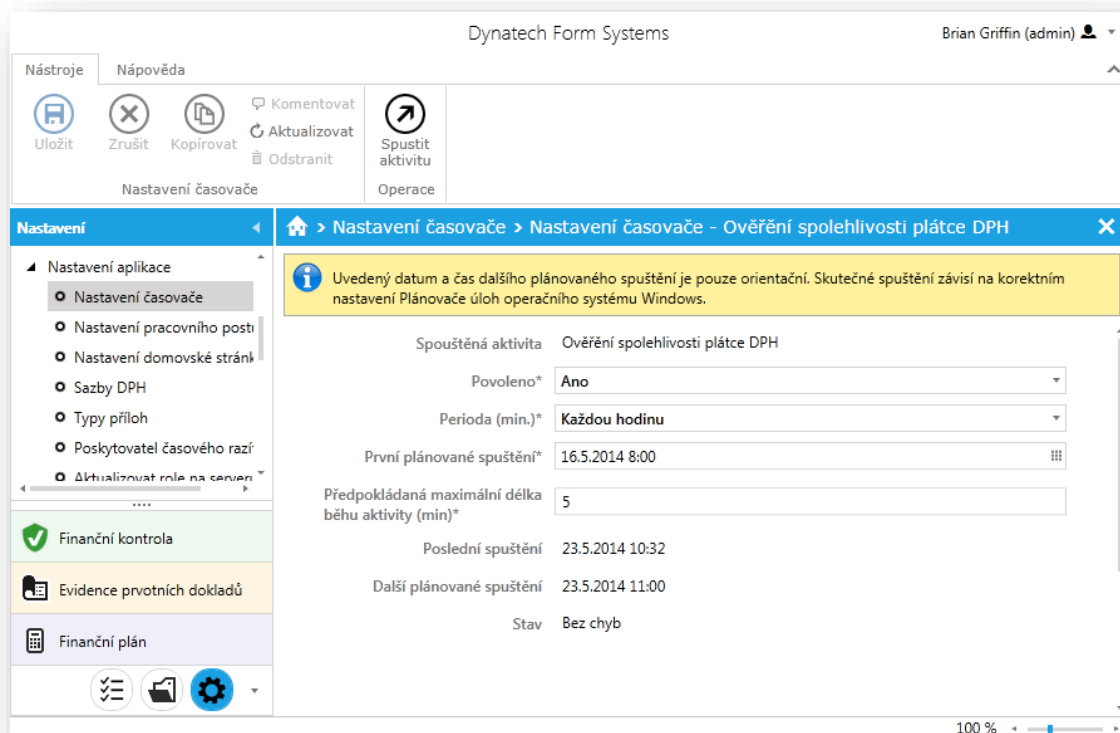 Dynatech Form Systems
Brian Griffin (admin)
Nástroje
Nápověda
Uložit
Zrušit
Kopírovat
Komentovat
Aktualizovat
Odstranit
Spustit
aktivitu
Nastavení časovače
Operace
Nastavení
> Nastavení časovače > Nastavení časovače - Ověření spolehlivosti plátce DPH
Nastavení aplikace
Nastavení časovače
Nastavení pracovního
Nastavení domovské
Sazby DPH
Typy příloh
Poskytovatel časového
Aktualizovat role na
Uvedený datum a čas dalšího plánovaného spuštění je pouze orientační. Skutečné spuštění závisí na korektním
nastavení Plánovače úloh operačního systému Windows.
Spouštěná aktivita Ověření spolehlivosti plátce DPH
Povoleno* Ano
Perioda (min.)* Každou hodinu
První plánované spuštění* 16.5.2014 8:00
Předpokládaná maximální délka
běhu aktivity (min)* 5
Poslední spuštění 23.5.2014 10:32
Další plánované spuštění 23.5.2014 11:00
Stav Bez chyb
Finanční kontrola
Evidence prvotních dokladů
Finanční plán
100 %